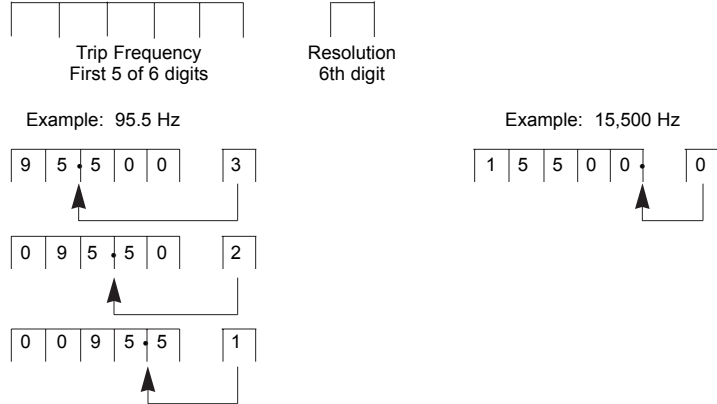 Trip Frequency
First 5 of 6 digits
Resolution
6th digit
Example: 95.5 Hz
9 5.5 0 0 3
0 9 5.5 0 2
0 0 9 5.5 1
Example: 15,500 Hz
1 5 5 0 0. 0